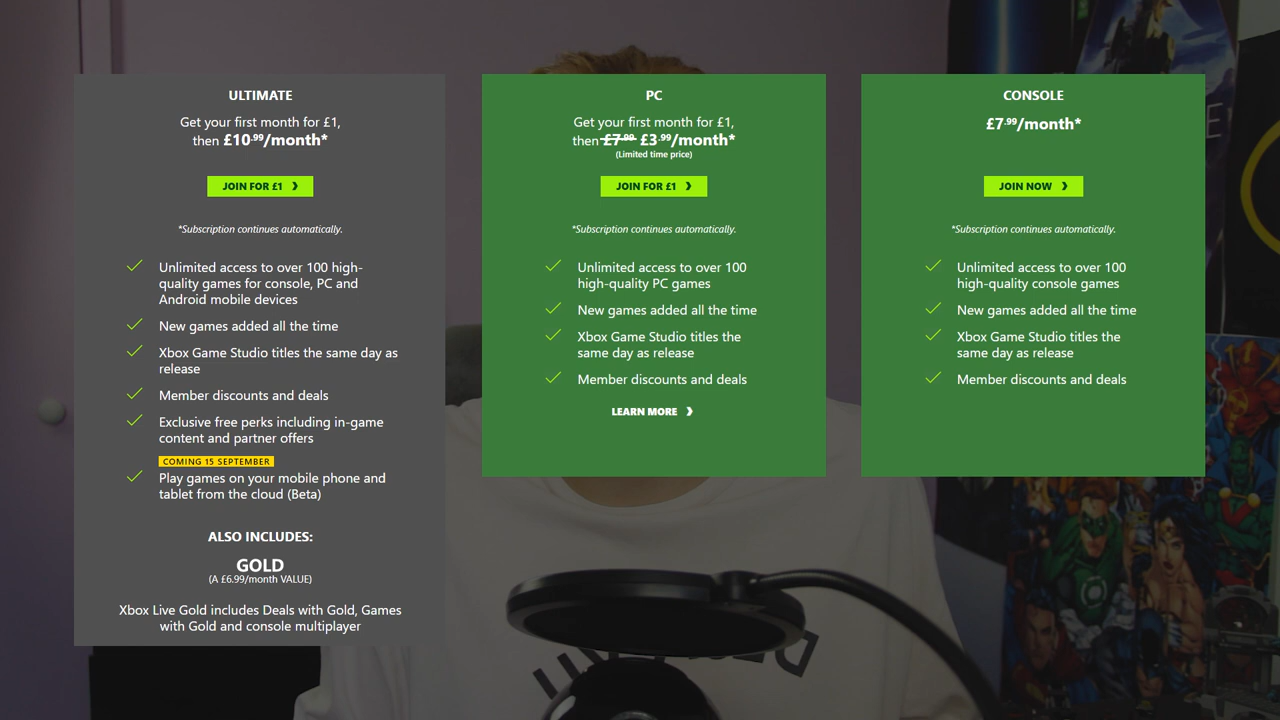 ULTIMATE
Get your first month for £1,
then £10.99/month*
JOIN FOR £1 ❯
*Subscription continues automatically.
Unlimited access to over 100 high-
quality games for console, PC and
Android mobile devices
New games added all the time
Xbox Game Studio titles the same day as
release
Member discounts and deals
Exclusive free perks including in-game
content and partner offers
COMING 15 SEPTEMBER
Play games on your mobile phone and
tablet from the cloud (Beta)
ALSO INCLUDES:
GOLD
(A £6.99/month VALUE)
Xbox Live Gold includes Deals with Gold, Games
with Gold and console multiplayer
PC
Get your first month for £1,
then £7.99 £3.99/month*
(Limited time price)
JOIN FOR £1 ❯
*Subscription continues automatically.
Unlimited access to over 100
high-quality PC games
New games added all the time
Xbox Game Studio titles the
same day as release
Member discounts and deals
LEARN MORE ❯
CONSOLE
£7.99/month*
JOIN NOW ❯
*Subscription continues automatically.
Unlimited access to over 100
high-quality console games
New games added all the time
Xbox Game Studio titles the
same day as release
Member discounts and deals